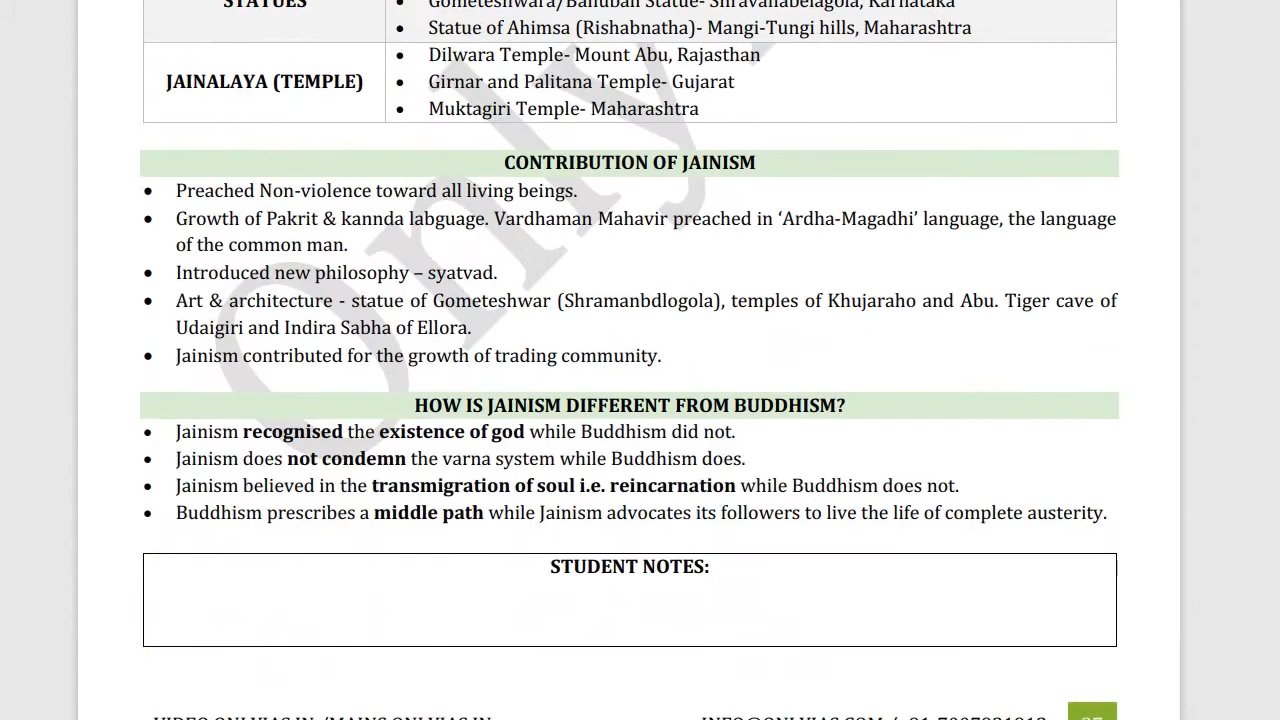 STATUES
• Gometeshwara/Bahubali Statue- Shravanabelagola, Karnataka
• Statue of Ahimsa (Rishabnatha)- Mangi-Tungi hills, Maharashtra
JAINALAYA (TEMPLE)
• Dilwara Temple- Mount Abu, Rajasthan
• Girnar and Palitana Temple- Gujarat
• Muktagiri Temple- Maharashtra
CONTRIBUTION OF JAINISM
• Preached Non-violence toward all living beings.
• Growth of Pakrit & kannda labguage. Vardhaman Mahavir preached in ‘Ardha-Magadhi’ language, the language
of the common man.
• Introduced new philosophy – syatvad.
• Art & architecture - statue of Gometeshwar (Shramanbdlogola), temples of Khujaraho and Abu. Tiger cave of
Udaigiri and Indira Sabha of Ellora.
• Jainism contributed for the growth of trading community.
HOW IS JAINISM DIFFERENT FROM BUDDHISM?
• Jainism recognised the existence of god while Buddhism did not.
• Jainism does not condemn the varna system while Buddhism does.
• Jainism believed in the transmigration of soul i.e. reincarnation while Buddhism does not.
• Buddhism prescribes a middle path while Jainism advocates its followers to live the life of complete austerity.
STUDENT NOTES:
Only